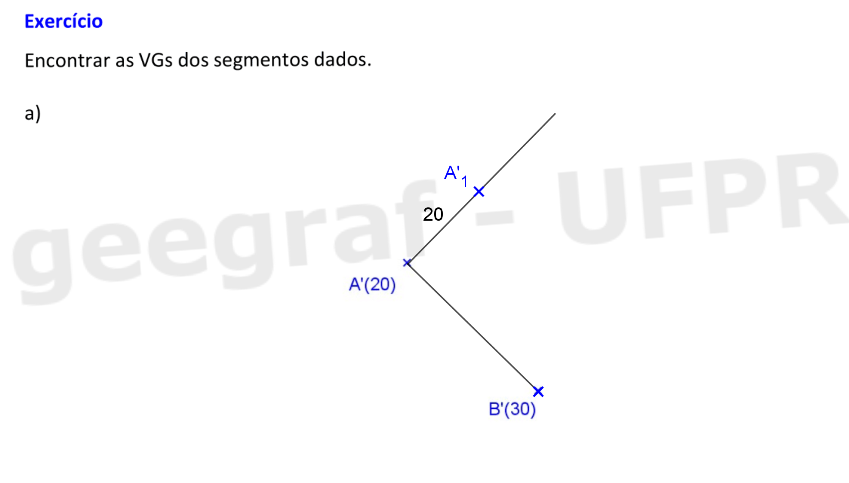 Exercício
Encontrar as VGs dos segmentos dados.
a)
A'1
20
geegraf - UFPR
A'(20)
B'(30)